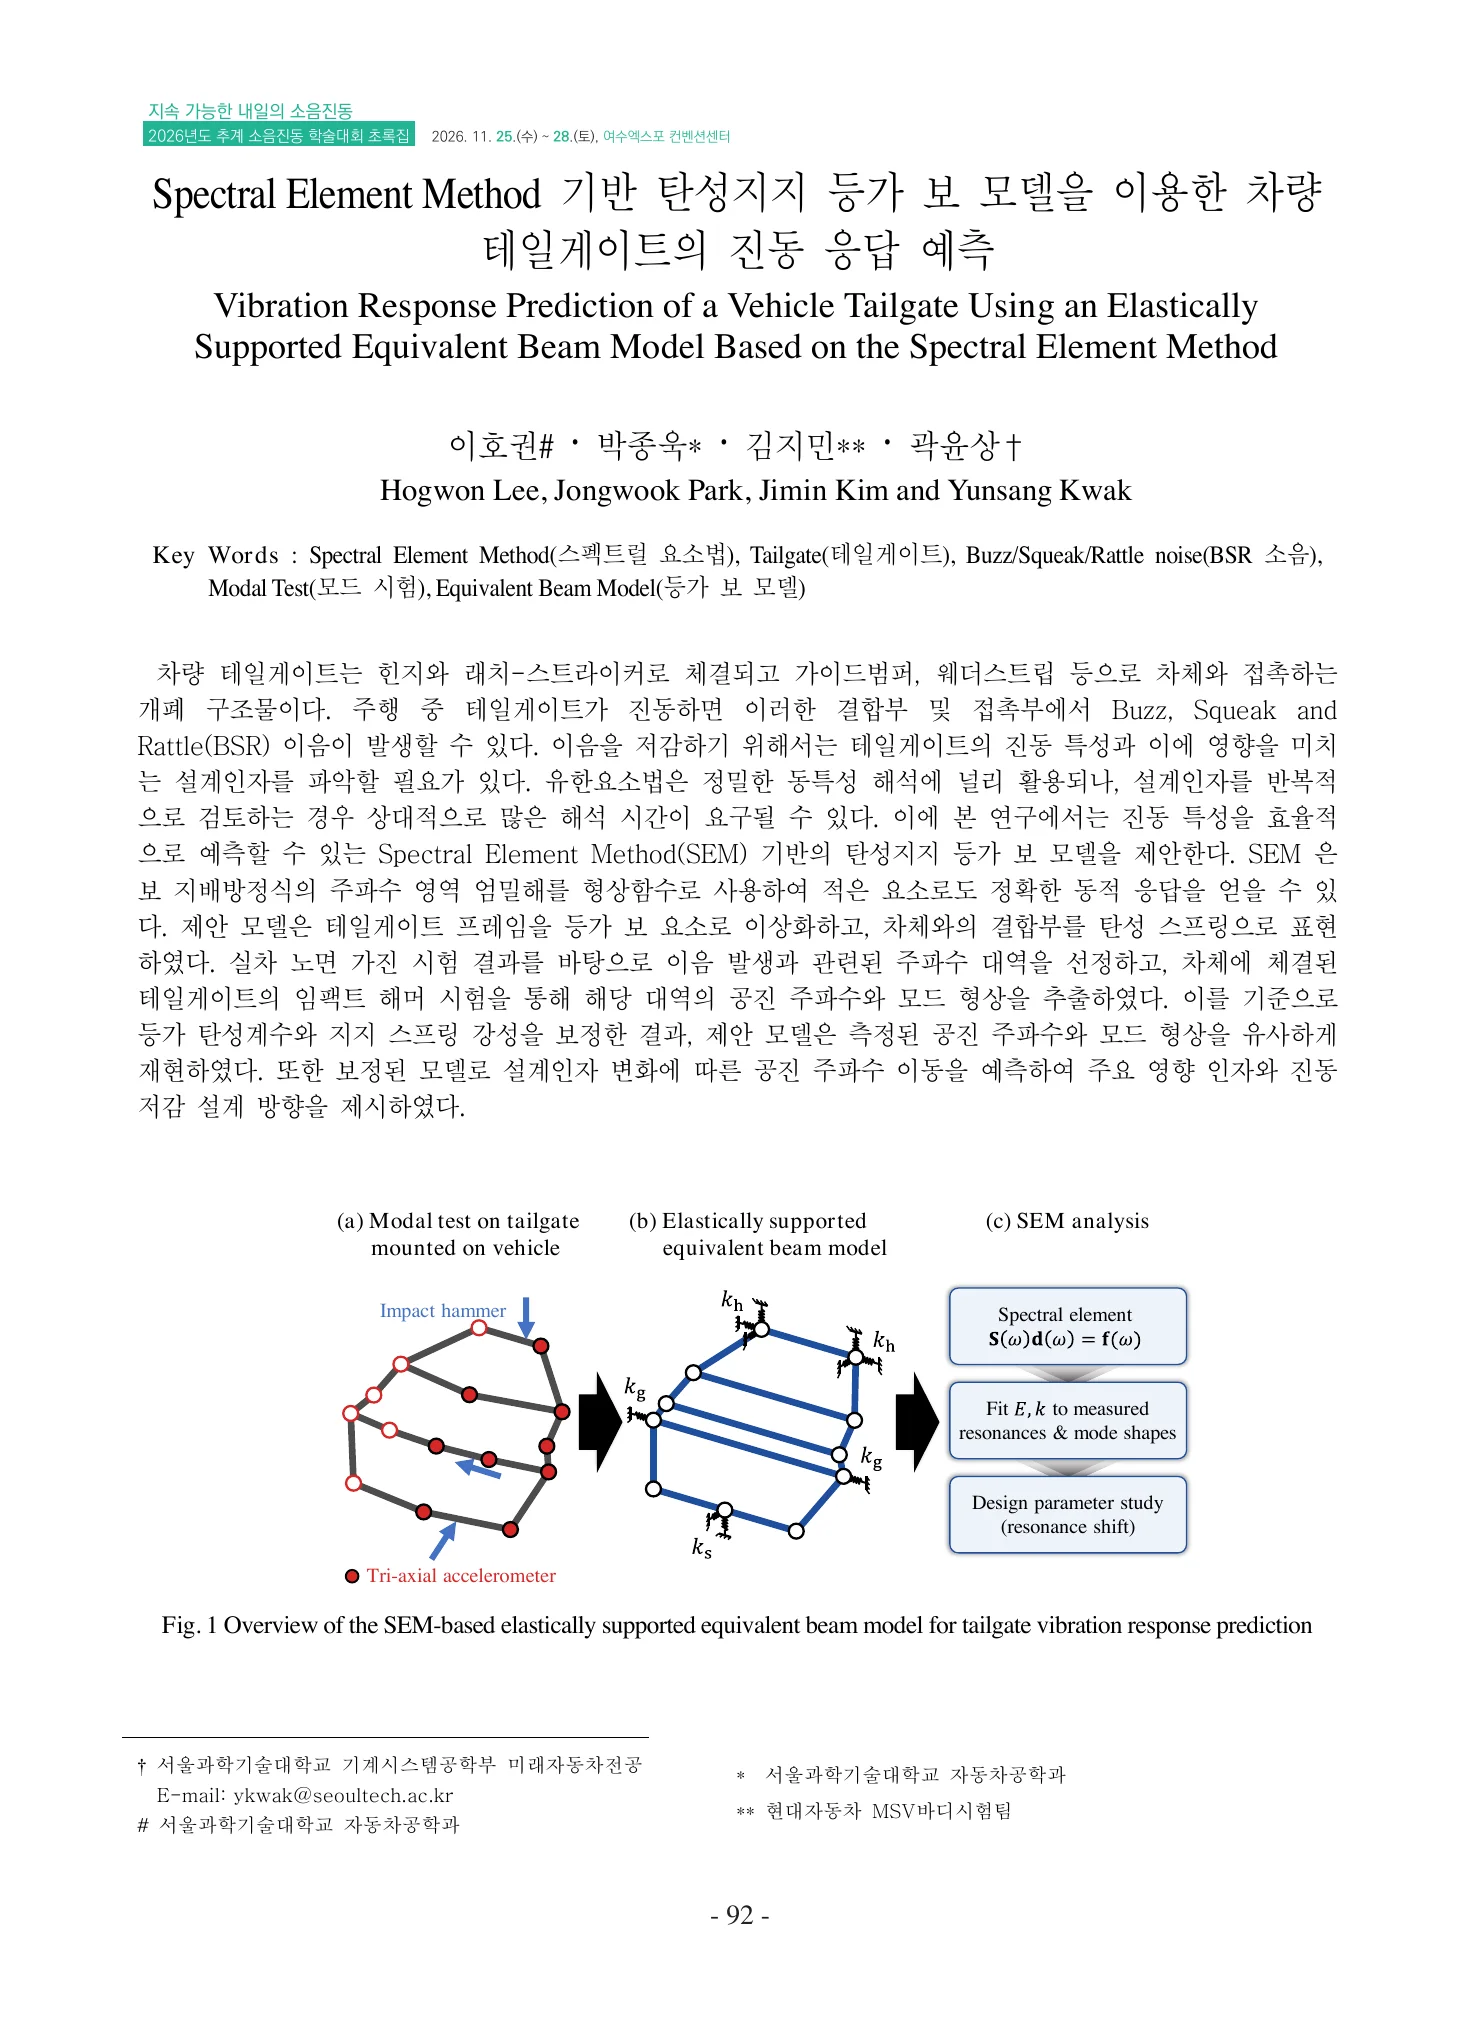 지속 가능한 내일의 소음진동
2026년도 추계 소음진동 학술대회 초록집 2026. 11. 25.(수) ~ 28.(토), 여수엑스포 컨벤션센터
Spectral Element Method 기반 탄성지지 등가 보 모델을 이용한 차량
테일게이트의 진동 응답 예측
Vibration Response Prediction of a Vehicle Tailgate Using an Elastically
Supported Equivalent Beam Model Based on the Spectral Element Method
이호권# · 박종욱* · 김지민** · 곽윤상†
Hogwon Lee, Jongwook Park, Jimin Kim and Yunsang Kwak
Key Words : Spectral Element Method(스펙트럴 요소법), Tailgate(테일게이트), Buzz/Squeak/Rattle noise(BSR 소음),
Modal Test(모드 시험), Equivalent Beam Model(등가 보 모델)
차량 테일게이트는 힌지와 래치-스트라이커로 체결되고 가이드범퍼, 웨더스트립 등으로 차체와 접촉하는
개폐 구조물이다. 주행 중 테일게이트가 진동하면 이러한 결합부 및 접촉부에서 Buzz, Squeak and
Rattle(BSR) 이음이 발생할 수 있다. 이음을 저감하기 위해서는 테일게이트의 진동 특성과 이에 영향을 미치
는 설계인자를 파악할 필요가 있다. 유한요소법은 정밀한 동특성 해석에 널리 활용되나, 설계인자를 반복적
으로 검토하는 경우 상대적으로 많은 해석 시간이 요구될 수 있다. 이에 본 연구에서는 진동 특성을 효율적
으로 예측할 수 있는 Spectral Element Method(SEM) 기반의 탄성지지 등가 보 모델을 제안한다. SEM 은
보 지배방정식의 주파수 영역 엄밀해를 형상함수로 사용하여 적은 요소로도 정확한 동적 응답을 얻을 수 있
다. 제안 모델은 테일게이트 프레임을 등가 보 요소로 이상화하고, 차체와의 결합부를 탄성 스프링으로 표현
하였다. 실차 노면 가진 시험 결과를 바탕으로 이음 발생과 관련된 주파수 대역을 선정하고, 차체에 체결된
테일게이트의 임팩트 해머 시험을 통해 해당 대역의 공진 주파수와 모드 형상을 추출하였다. 이를 기준으로
등가 탄성계수와 지지 스프링 강성을 보정한 결과, 제안 모델은 측정된 공진 주파수와 모드 형상을 유사하게
재현하였다. 또한 보정된 모델로 설계인자 변화에 따른 공진 주파수 이동을 예측하여 주요 영향 인자와 진동
저감 설계 방향을 제시하였다.
(a) Modal test on tailgate
mounted on vehicle
Impact hammer
Tri-axial accelerometer
(b) Elastically supported
equivalent beam model
k_h
k_h
k_g
k_g
k_s
(c) SEM analysis
Spectral element
S(ω)d(ω) = f(ω)
Fit E, k to measured
resonances & mode shapes
Design parameter study
(resonance shift)
Fig. 1 Overview of the SEM-based elastically supported equivalent beam model for tailgate vibration response prediction
† 서울과학기술대학교 기계시스템공학부 미래자동차전공
E-mail: ykwak@seoultech.ac.kr
# 서울과학기술대학교 자동차공학과
* 서울과학기술대학교 자동차공학과
** 현대자동차 MSV바디시험팀
- 92 -